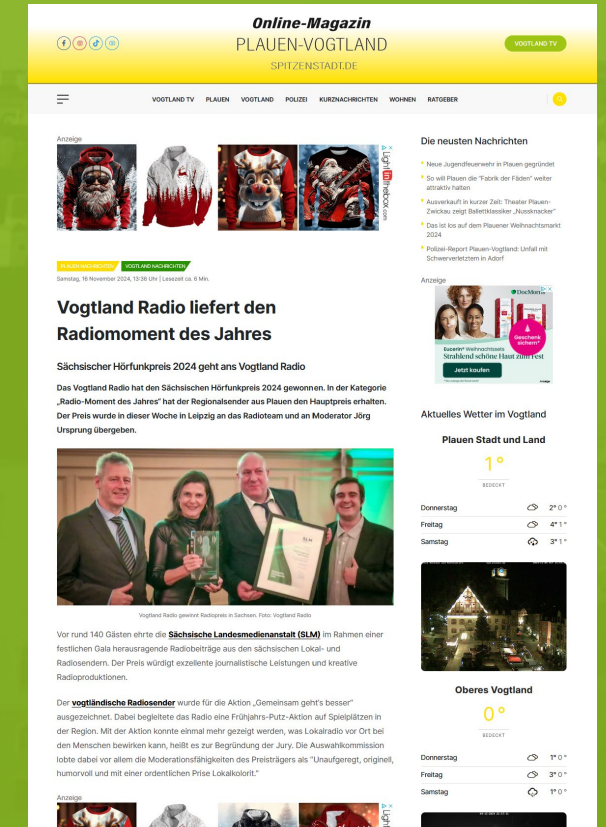 Online-Magazin
PLAUEN-VOGTLAND
SPITZENSTADT.DE
VOGTLAND TV
VOGTLAND TV PLAUEN VOGTLAND POLIZEI KURZNACHRICHTEN WOHNEN RATGEBER
Anzeige
LightInTheBox.com
PLAUEN NACHRICHTEN VOGTLAND NACHRICHTEN
Samstag, 16 November 2024, 13:36 Uhr | Lesezeit ca. 6 Min.
Vogtland Radio liefert den
Radiomoment des Jahres
Sächsischer Hörfunkpreis 2024 geht ans Vogtland Radio
Das Vogtland Radio hat den Sächsischen Hörfunkpreis 2024 gewonnen. In der Kategorie
„Radio-Moment des Jahres" hat der Regionalsender aus Plauen den Hauptpreis erhalten.
Der Preis wurde in dieser Woche in Leipzig an das Radioteam und an Moderator Jörg
Ursprung übergeben.
SLM
Vogtland Radio gewinnt Radiopreis in Sachsen. Foto: Vogtland Radio
Vor rund 140 Gästen ehrte die Sächsische Landesmedienanstalt (SLM) im Rahmen einer
festlichen Gala herausragende Radiobeiträge aus den sächsischen Lokal- und
Radiosendern. Der Preis würdigt exzellente journalistische Leistungen und kreative
Radioproduktionen.
Der vogtländische Radiosender wurde für die Aktion „Gemeinsam geht's besser"
ausgezeichnet. Dabei begleitete das Radio eine Frühjahrs-Putz-Aktion auf Spielplätzen in
der Region. Mit der Aktion konnte einmal mehr gezeigt werden, was Lokalradio vor Ort bei
den Menschen bewirken kann, heißt es zur Begründung der Jury. Die Auswahlkommission
lobte dabei vor allem die Moderationsfähigkeiten des Preisträgers als "Unaufgeregt, originell,
humorvoll und mit einer ordentlichen Prise Lokalkolorit."
Anzeige
Die neusten Nachrichten
Neue Jugendfeuerwehr in Plauen gegründet
So will Plauen die "Fabrik der Fäden" weiter
attraktiv halten
Ausverkauft in kurzer Zeit: Theater Plauen-
Zwickau zeigt Ballettklassiker „Nussknacker"
Das ist los auf dem Plauener Weihnachtsmarkt
2024
Polizei-Report Plauen-Vogtland: Unfall mit
Schwerverletztem in Adorf
Anzeige
DocMorris
Geschenk
sichern*
Eucerin® Weihnachtssets
Strahlend schöne Haut zum Fest
Jetzt kaufen
Aktuelles Wetter im Vogtland
Plauen Stadt und Land
1°
BEDECKT
Donnerstag 2° 0°
Freitag 4° 1°
Samstag 3° 1°
Oberes Vogtland
0°
BEDECKT
Donnerstag 1° 0°
Freitag 3° 0°
Samstag 1° 0°